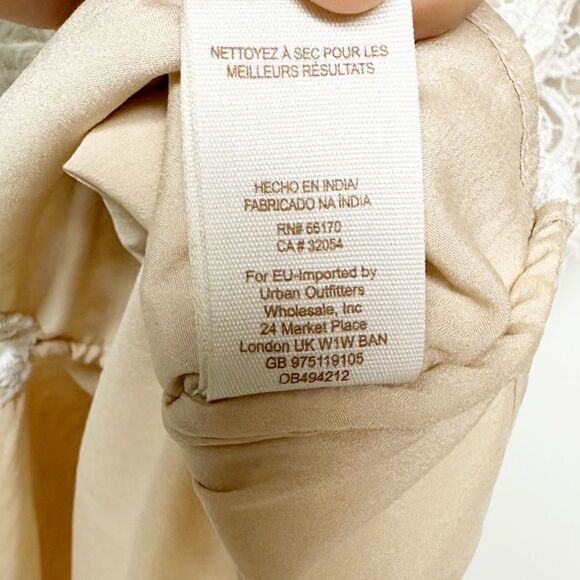 NETTOYEZ À SEC POUR LES
MEILLEURS RÉSULTATS
HECHO EN INDIA/
FABRICADO NA ÍNDIA
RN# 66170
CA # 32054
For EU-Imported by
Urban Outfitters
Wholesale, Inc
24 Market Place
London UK W1W BAN
GB 975119105
OB494212